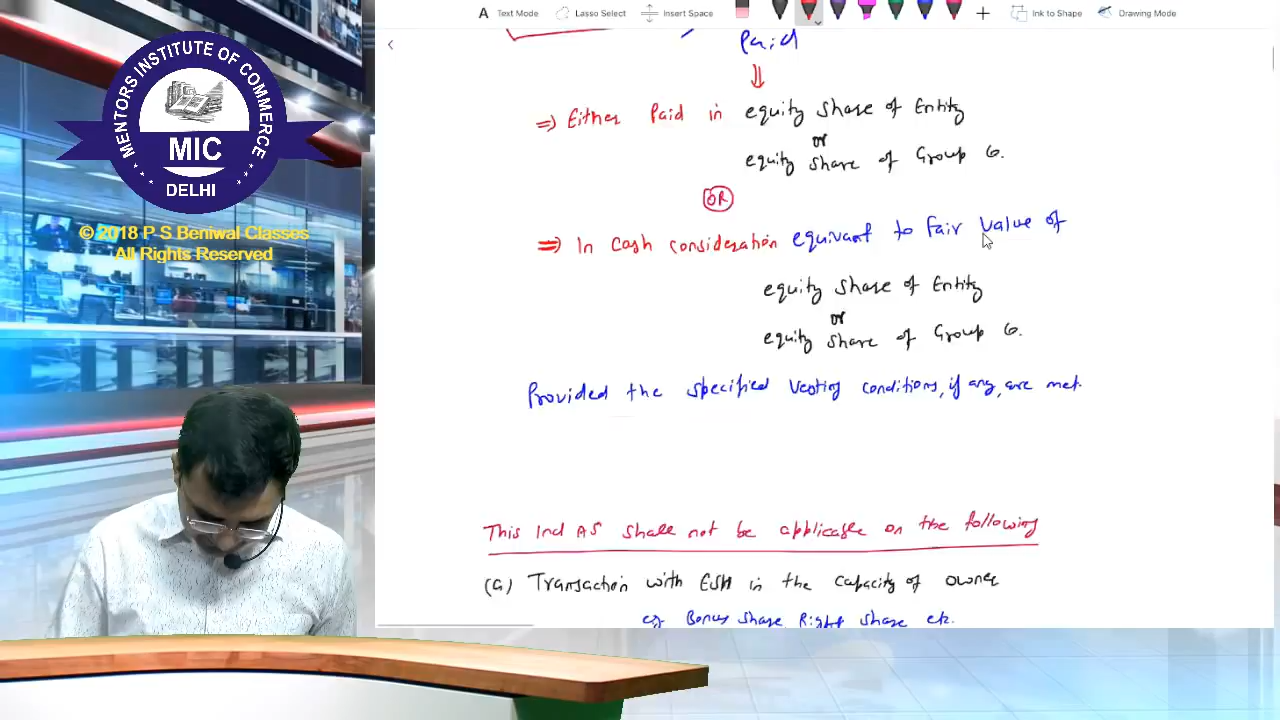 Text Mode
Lasso Select
Insert Space
Ink to Shape
Drawing Mode
MENTORS INSTITUTE OF COMMERCE
MIC
DELHI
© 2018 P S Beniwal Classes
All Rights Reserved
Paid
⇓
⇒ Either Paid in equity share of Entity
or
equity share of Group Co.
OR
⇒ In Cash consideration equivant to Fair value of
equity share of Entity
or
equity share of Group Co.
Provided the specified vesting conditions, if any, are met.
This Ind AS shall not be applicable on the following
(a) Transaction with ESH in the capacity of owner
eg Bonus share Right share etc.